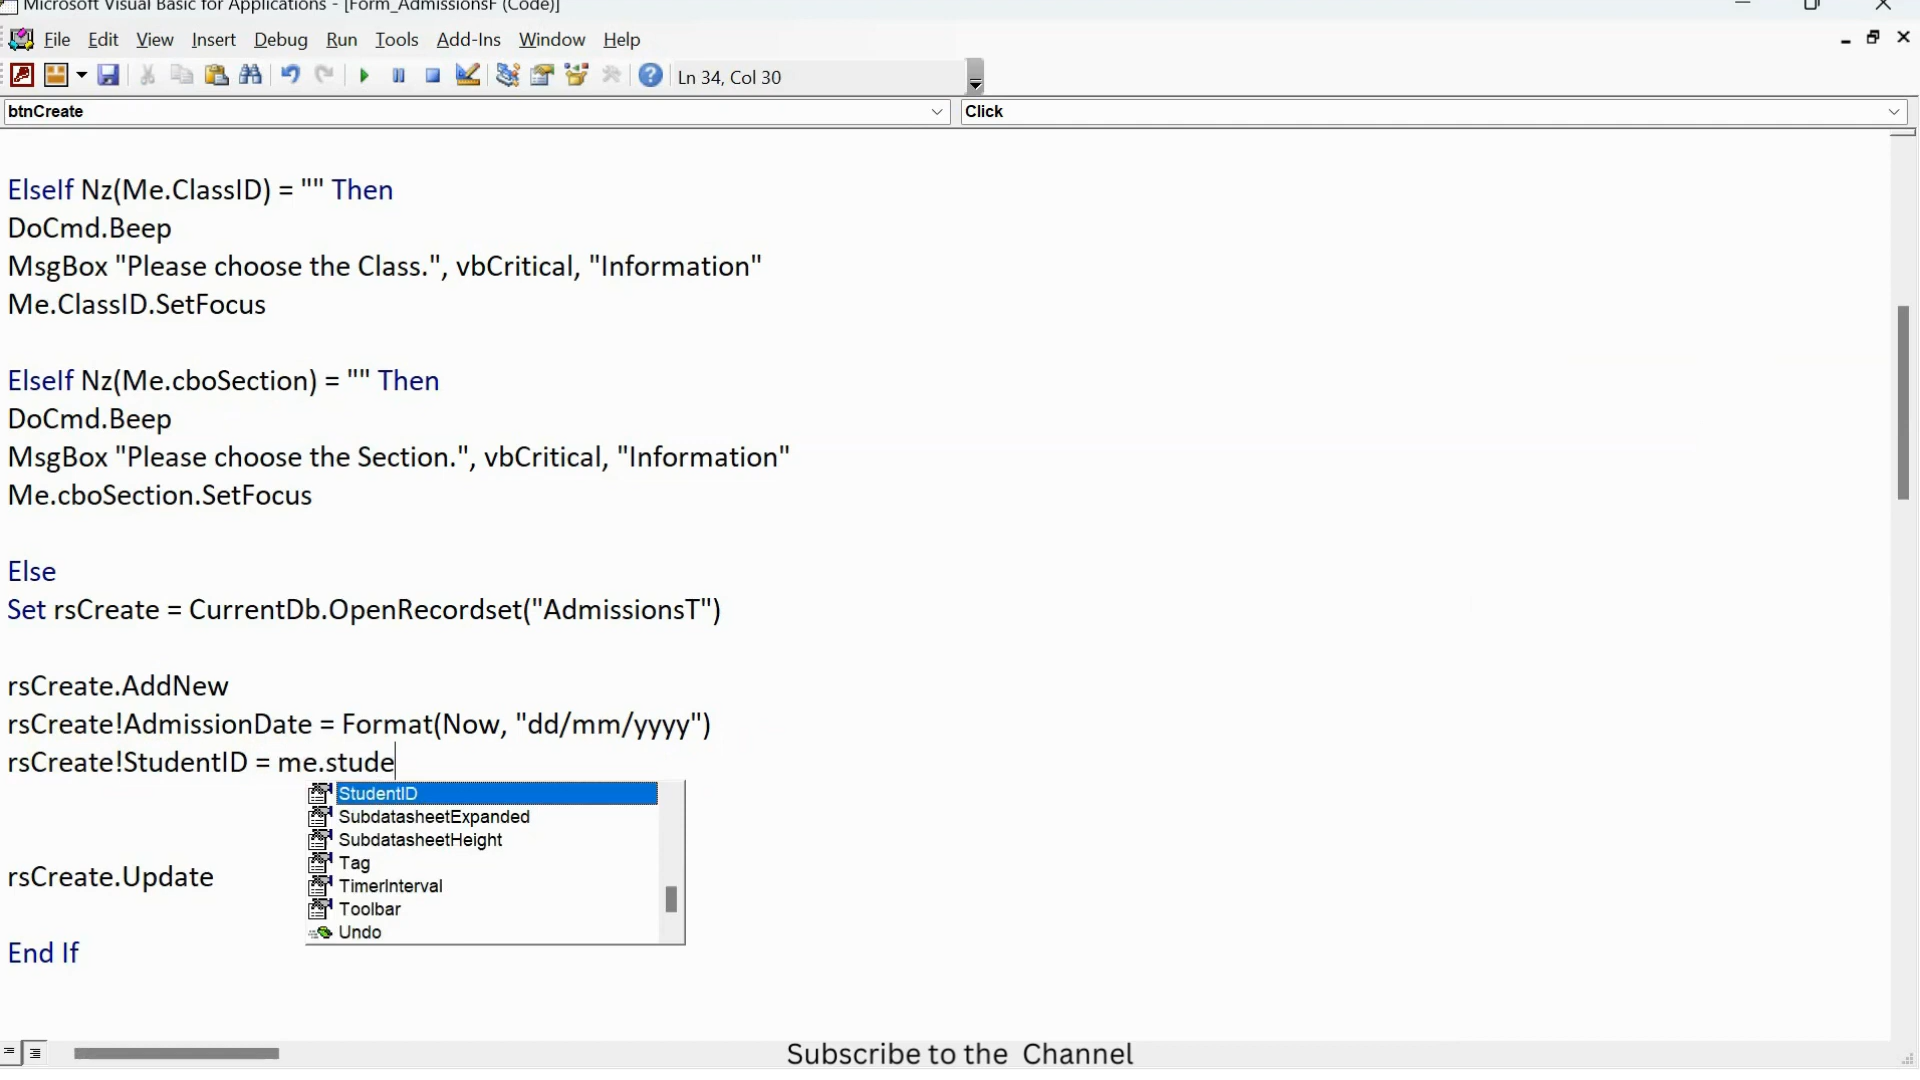 Microsoft Visual Basic for Applications - [Form_AdmissionsF (Code)]
File Edit View Insert Debug Run Tools Add-Ins Window Help
Ln 34, Col 30
btnCreate Click
ElseIf Nz(Me.ClassID) = "" Then
DoCmd.Beep
MsgBox "Please choose the Class.", vbCritical, "Information"
Me.ClassID.SetFocus
ElseIf Nz(Me.cboSection) = "" Then
DoCmd.Beep
MsgBox "Please choose the Section.", vbCritical, "Information"
Me.cboSection.SetFocus
Else
Set rsCreate = CurrentDb.OpenRecordset("AdmissionsT")
rsCreate.AddNew
rsCreate!AdmissionDate = Format(Now, "dd/mm/yyyy")
rsCreate!StudentID = me.stude
StudentID
SubdatasheetExpanded
SubdatasheetHeight
Tag
TimerInterval
Toolbar
Undo
rsCreate.Update
End If
Subscribe to the Channel